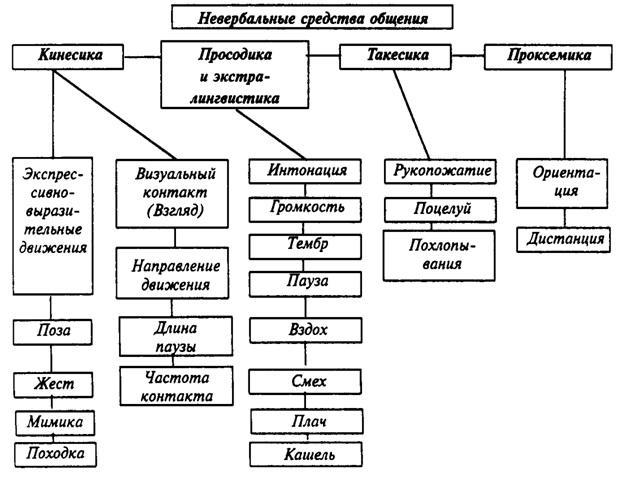 Невербальные средства общения
Кинесика
Просодика
и экстра-
лингвистика
Такесика
Проксемика
Экспрес-
сивно-
вырази-
тельные
движения
Поза
Жест
Мимика
Походка
Визуальный
контакт
(Взгляд)
Направление
движения
Длина
паузы
Частота
контакта
Интонация
Громкость
Тембр
Пауза
Вздох
Смех
Плач
Кашель
Рукопожатие
Поцелуй
Похлопы-
вания
Ориента-
ция
Дистанция